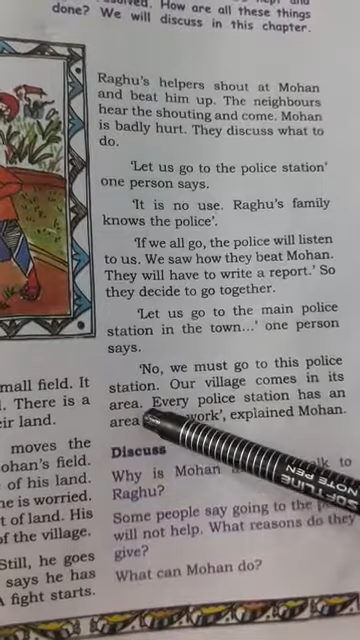 How are all these things
done? We will discuss in this chapter.
Raghu's helpers shout at Mohan
and beat him up. The neighbours
hear the shouting and come. Mohan
is badly hurt. They discuss what to
do.
'Let us go to the police station'
one person says.
'It is no use. Raghu's family
knows the police'.
'If we all go, the police will listen
to us. We saw how they beat Mohan.
They will have to write a report.' So
they decide to go together.
'Let us go to the main police
station in the town...' one person
says.
'No, we must go to this police
station. Our village comes in its
area. Every police station has an
area work', explained Mohan.
mall field. It
. There is a
eir land.
moves the
ohan's field.
of his land.
he is worried.
t of land. His
of the village.
Still, he goes
says he has
A fight starts.
Discuss
Why is Mohan to
Raghu?
Some people say going to the
will not help. What reasons do they
give?
What can Mohan do?
SOFTLINE
NOTE PEN